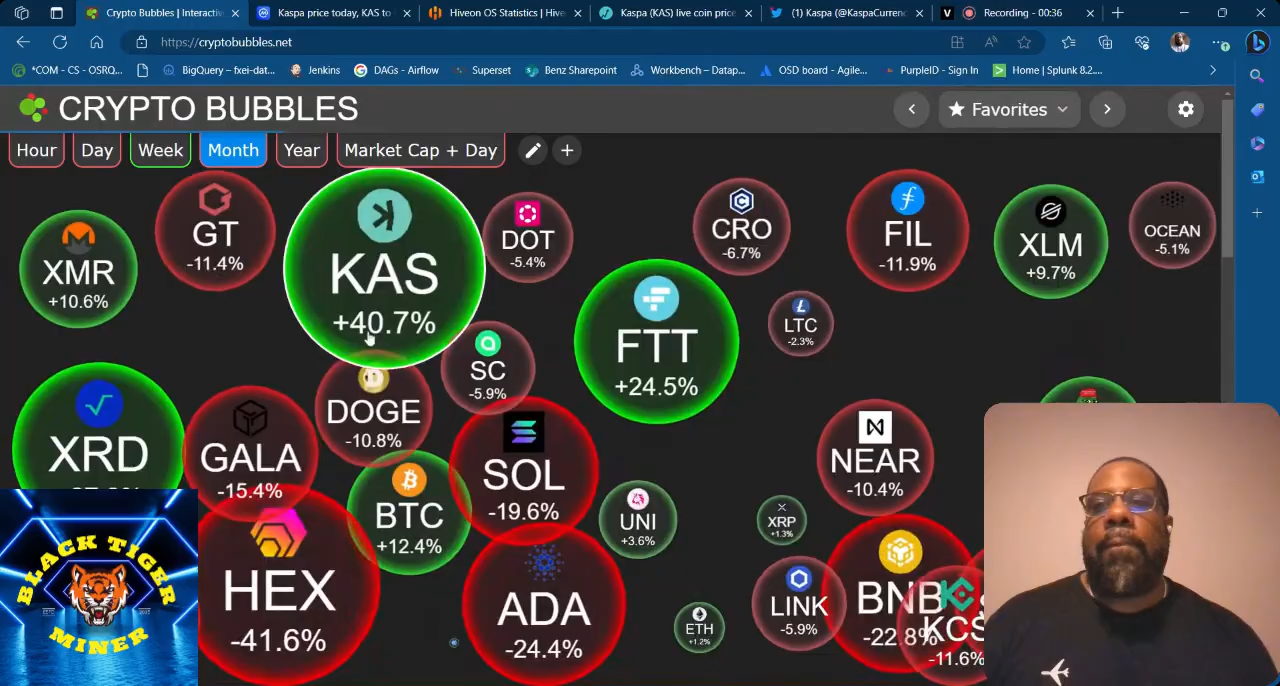 Crypto Bubbles | Interactiv
Kaspa price today, KAS to
Hiveon OS Statistics | Hive
Kaspa (KAS) live coin price
(1) Kaspa (@KaspaCurrenc
V
Recording - 00:36
https://cryptobubbles.net
*COM - CS - OSRQ...
BigQuery – fxei-dat...
Jenkins
DAGs - Airflow
Superset
Benz Sharepoint
Workbench – Datap...
OSD board - Agile...
PurpleID - Sign In
Home | Splunk 8.2....
CRYPTO BUBBLES
Favorites
Hour
Day
Week
Month
Year
Market Cap + Day
XMR
+10.6%
GT
-11.4%
KAS
+40.7%
DOT
-5.4%
CRO
-6.7%
FIL
-11.9%
XLM
+9.7%
OCEAN
-5.1%
FTT
+24.5%
LTC
-2.3%
SC
-5.9%
DOGE
-10.8%
XRD
GALA
-15.4%
BTC
+12.4%
SOL
-19.6%
UNI
+3.6%
XRP
+1.3%
NEAR
-10.4%
HEX
-41.6%
ADA
-24.4%
ETH
+1.2%
LINK
-5.9%
BNB
-22.8%
KCS
-11.6%
BLACK TIGER
MINER